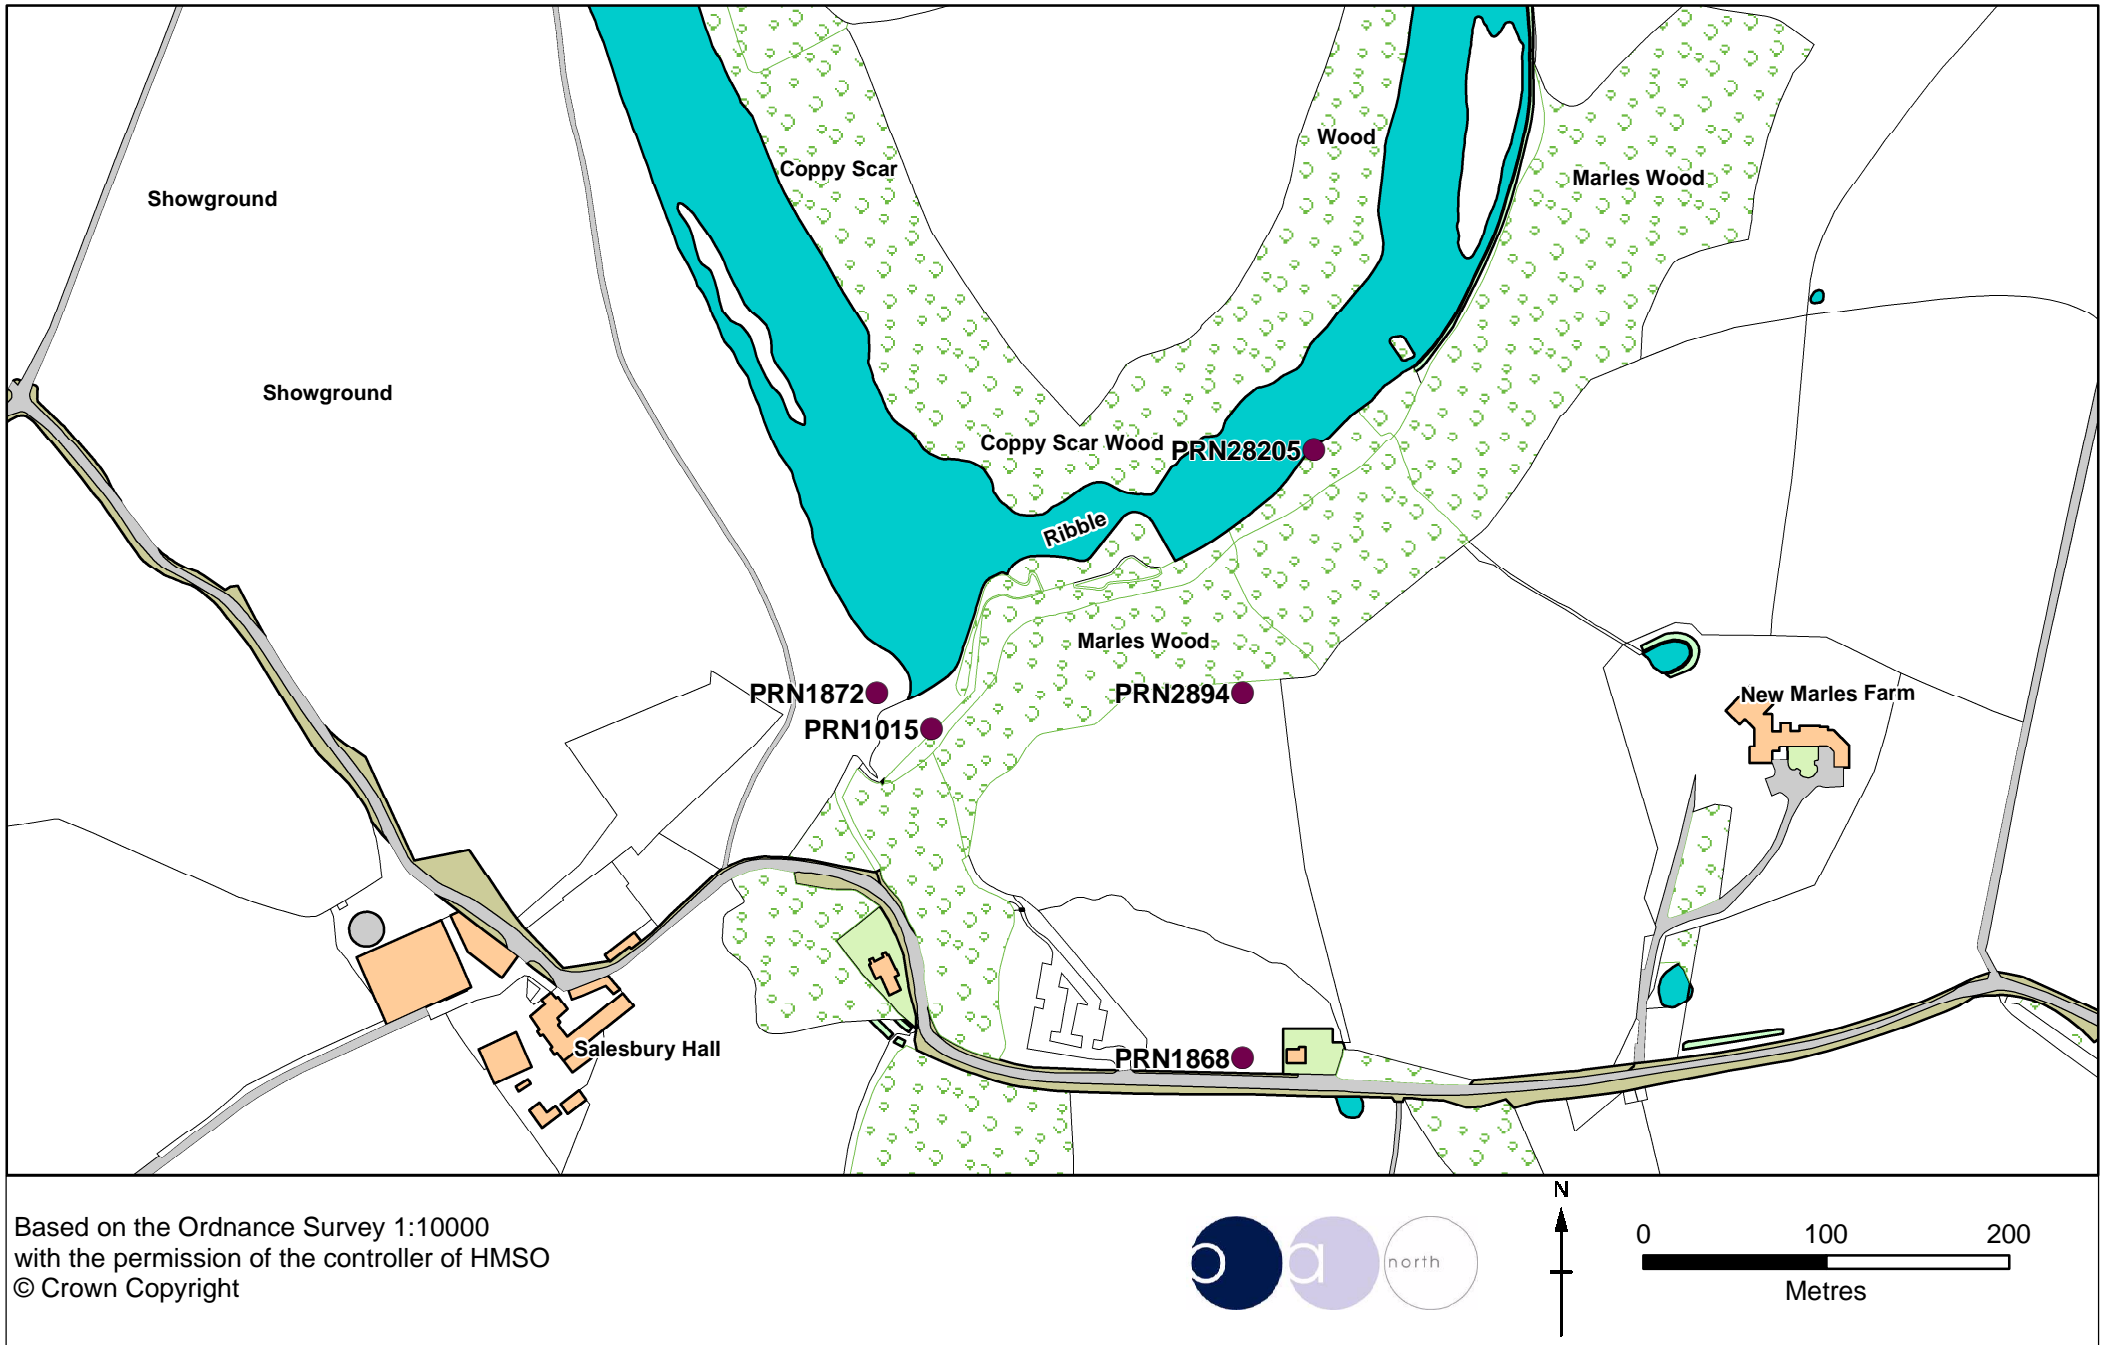 Wood
Coppy Scar
Marles Wood
Showground
Showground
Coppy Scar Wood
PRN28205
Ribble
Marles Wood
PRN1872
PRN2894
New Marles Farm
PRN1015
Salesbury Hall
PRN1868
Based on the Ordnance Survey 1:10000
with the permission of the controller of HMSO
© Crown Copyright
o a north
N
0 100 200
Metres